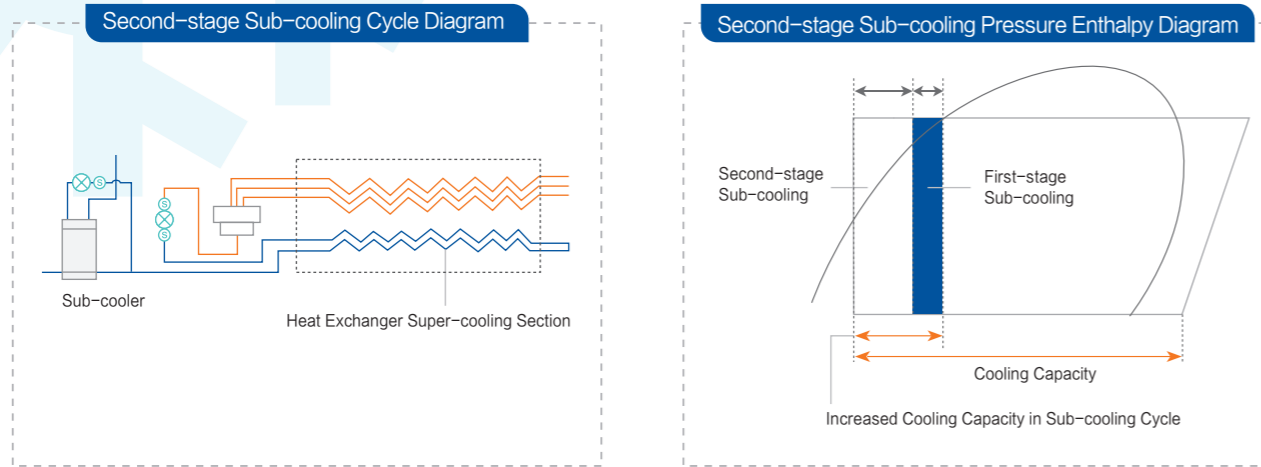 Second-stage Sub-cooling Cycle Diagram
S
S
S
Sub-cooler
Heat Exchanger Super-cooling Section
Second-stage Sub-cooling Pressure Enthalpy Diagram
Second-stage
Sub-cooling
First-stage
Sub-cooling
Cooling Capacity
Increased Cooling Capacity in Sub-cooling Cycle